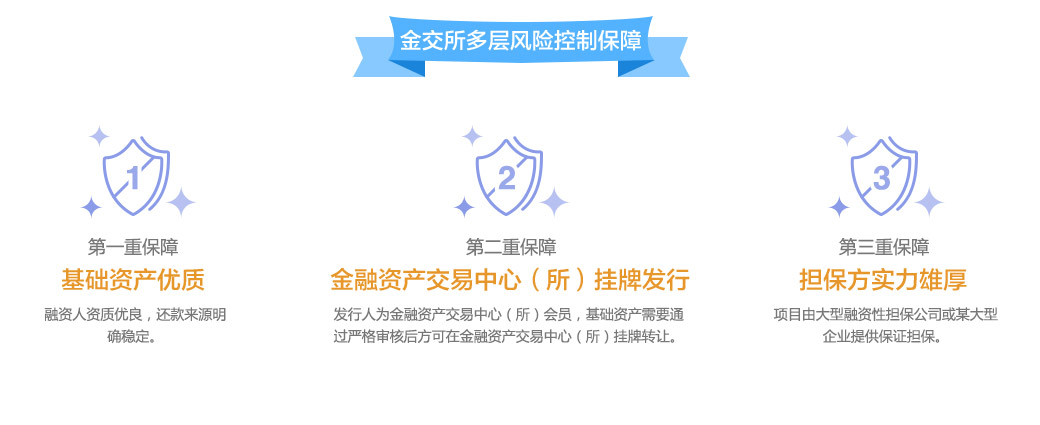 金交所多层风险控制保障
1
2
3
第一重保障
第二重保障
第三重保障
基础资产优质
金融资产交易中心（所）挂牌发行
担保方实力雄厚
融资人资质优良，还款来源明
确稳定。
发行人为金融资产交易中心（所）会员，基础资产需要通
过严格审核后方可在金融资产交易中心（所）挂牌转让。
项目由大型融资性担保公司或某大型
企业提供保证担保。